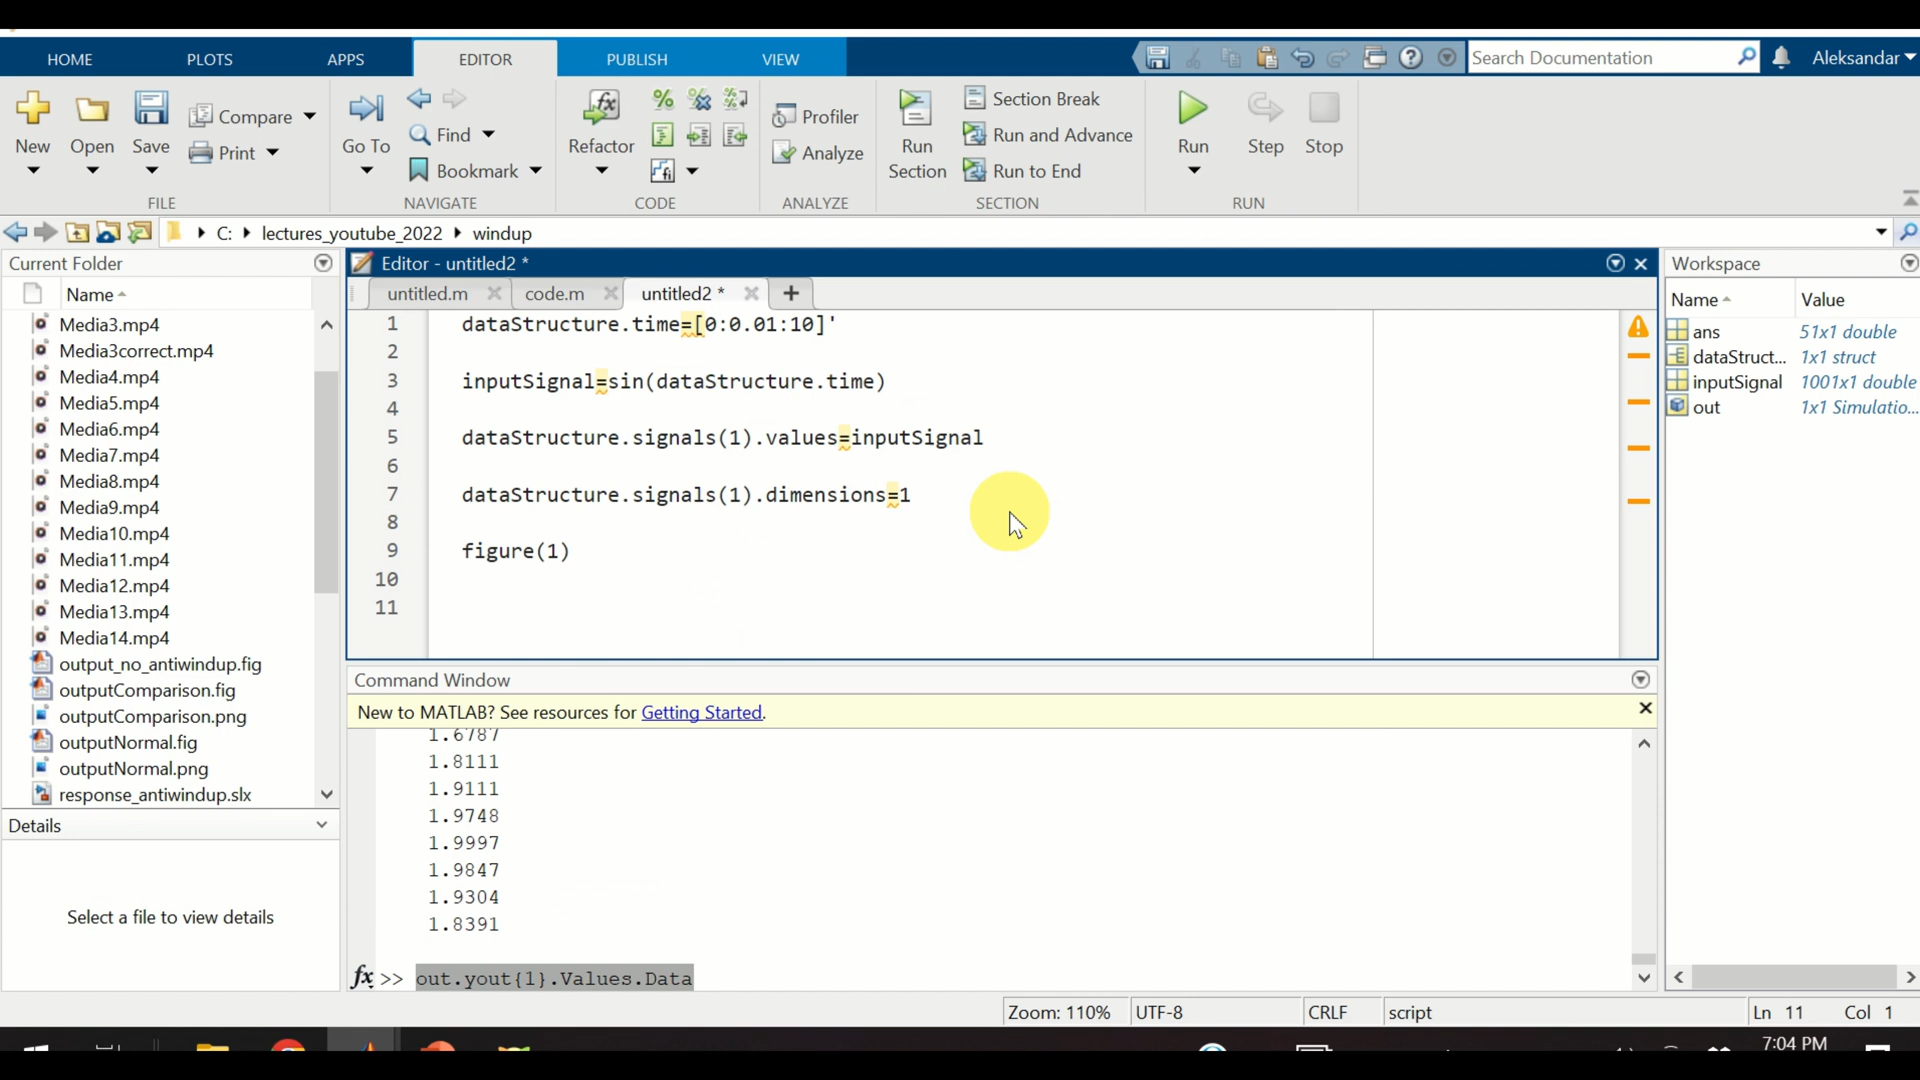 HOME PLOTS APPS EDITOR PUBLISH VIEW Search Documentation Aleksandar
New Open Save Compare Print Go To Find Bookmark Refactor Profiler Analyze Run Section Section Break Run and Advance Run to End Run Step Stop
FILE NAVIGATE CODE ANALYZE SECTION RUN
C: lectures_youtube_2022 windup
Current Folder
Name
Media3.mp4
Media3correct.mp4
Media4.mp4
Media5.mp4
Media6.mp4
Media7.mp4
Media8.mp4
Media9.mp4
Media10.mp4
Media11.mp4
Media12.mp4
Media13.mp4
Media14.mp4
output_no_antiwindup.fig
outputComparison.fig
outputComparison.png
outputNormal.fig
outputNormal.png
response_antiwindup.slx
Details
Select a file to view details
Editor - untitled2 *
untitled.m code.m untitled2 *
1 dataStructure.time=[0:0.01:10]'
2
3 inputSignal=sin(dataStructure.time)
4
5 dataStructure.signals(1).values=inputSignal
6
7 dataStructure.signals(1).dimensions=1
8
9 figure(1)
10
11
Command Window
New to MATLAB? See resources for Getting Started.
1.6787
1.8111
1.9111
1.9748
1.9997
1.9847
1.9304
1.8391
fx >> out.yout{1}.Values.Data
Workspace
Name Value
ans 51x1 double
dataStruct... 1x1 struct
inputSignal 1001x1 double
out 1x1 Simulatio...
Zoom: 110% UTF-8 CRLF script Ln 11 Col 1
7:04 PM